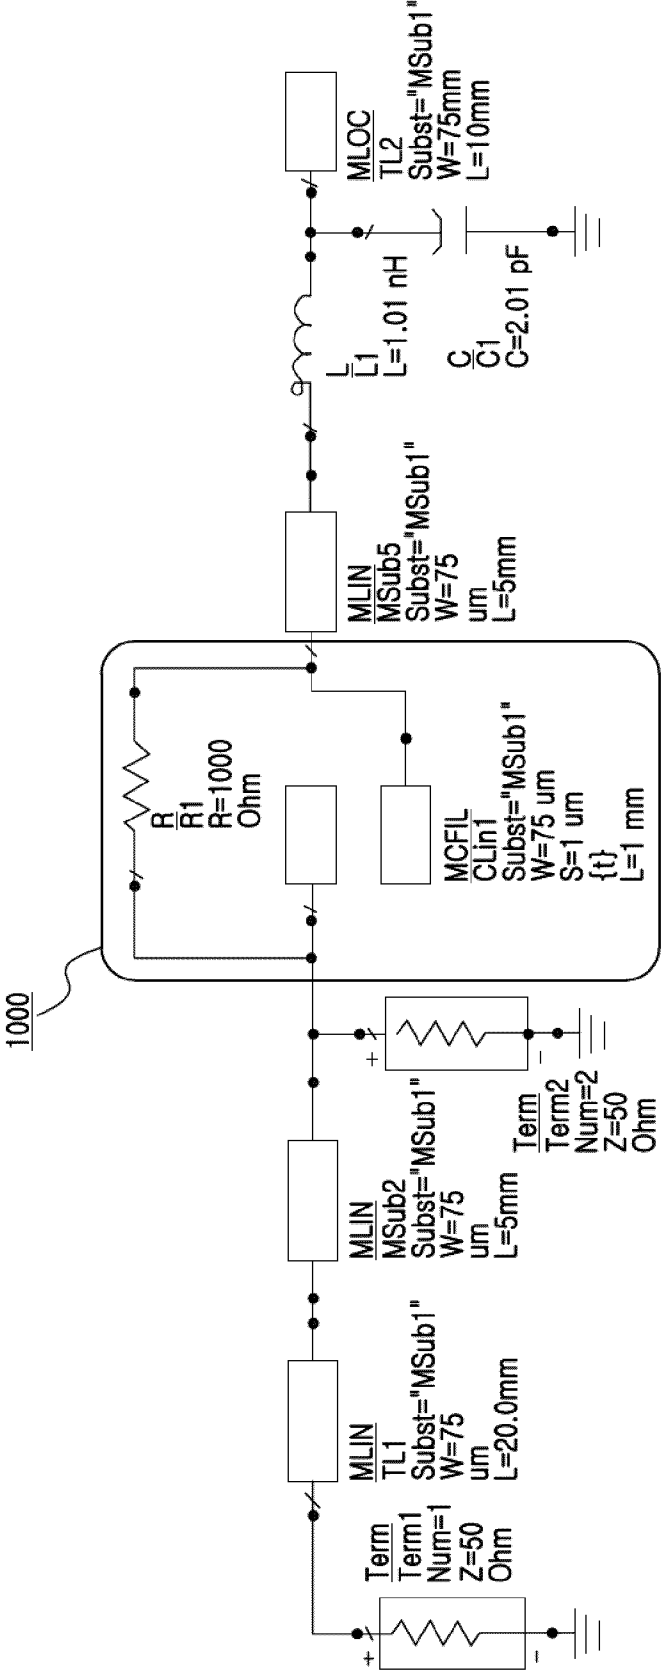 1000
Term
Term1
Num=1
Z=50
Ohm
+
-
MLIN
TL1
Subst="MSub1"
W=75
um
L=20.0mm
MLIN
MSub2
Subst="MSub1"
W=75
um
L=5mm
+
-
Term
Term2
Num=2
Z=50
Ohm
R
R1
R=1000
Ohm
MCFIL
CLin1
Subst="MSub1"
W=75 um
S=1 um
{t}
L=1 mm
MLIN
MSub5
Subst="MSub1"
W=75
um
L=5mm
L
L1
L=1.01 nH
C
C1
C=2.01 pF
MLOC
TL2
Subst="MSub1"
W=75mm
L=10mm